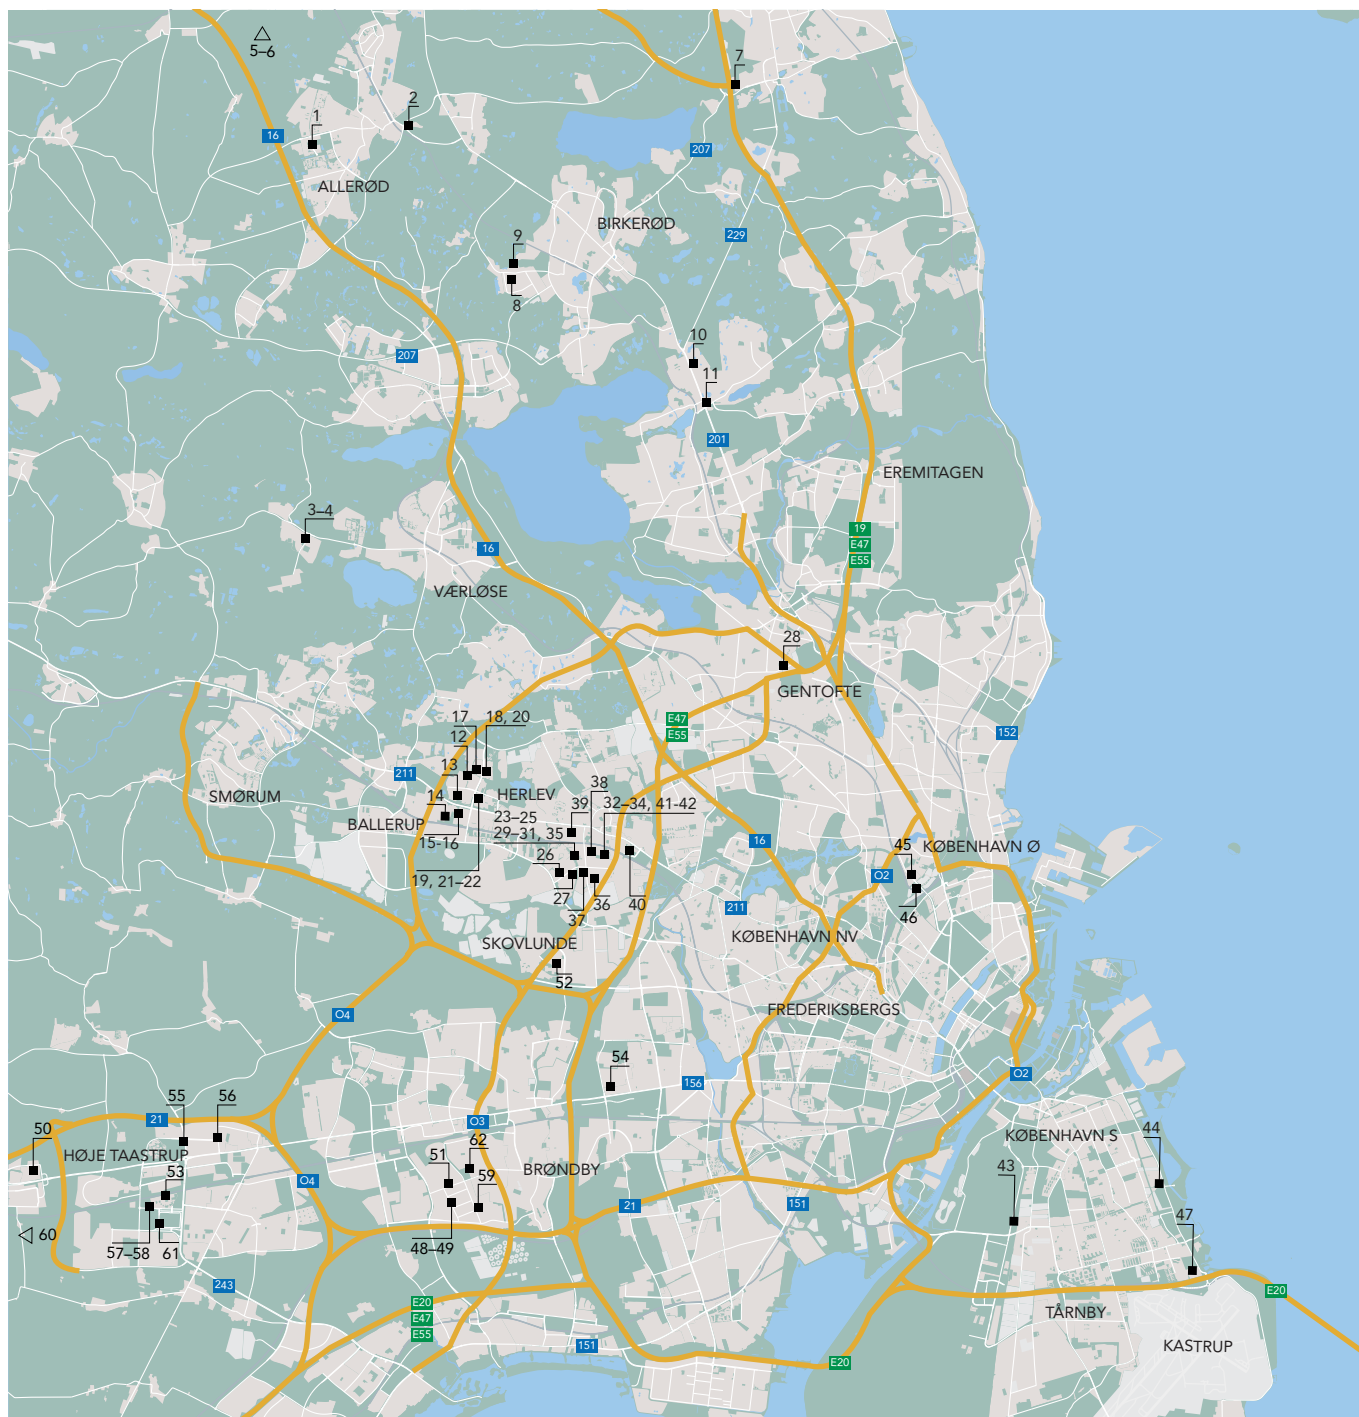 5–6
7
2
1
16
207
ALLERØD
BIRKERØD
229
9
8
10
207
11
201
EREMITAGEN
3–4
19
E47
E55
16
VÆRLØSE
28
GENTOFTE
17
18, 20
E47
E55
152
12
13
211
38
SMØRUM
14
HERLEV
39
32–34, 41-42
23–25
BALLERUP
29–31, 35
15-16
16
45
KØBENHAVN Ø
26
O2
19, 21–22
27
36
40
211
46
37
SKOVLUNDE
KØBENHAVN NV
52
FREDERIKSBERGS
O4
54
156
O2
55
56
21
O3
50
62
KØBENHAVN S
44
HØJE TAASTRUP
51
BRØNDBY
43
53
O4
59
21
151
47
60
57–58
61
48–49
243
E20
E20
E47
TÅRNBY
E55
151
KASTRUP
E20